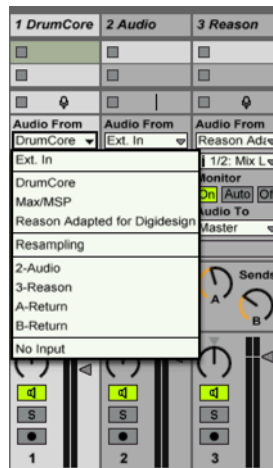 1 DrumCore 2 Audio 3 Reason
Audio From Audio From Audio From
DrumCore Ext. In Reason Ada
Ext. In
DrumCore
Max/MSP
Reason Adapted for Digidesign
Resampling
2-Audio
3-Reason
A-Return
B-Return
No Input
1/2: Mix L
Monitor
On Auto Of
Audio To
Master
Sends
A
B
S S S
1 2 3